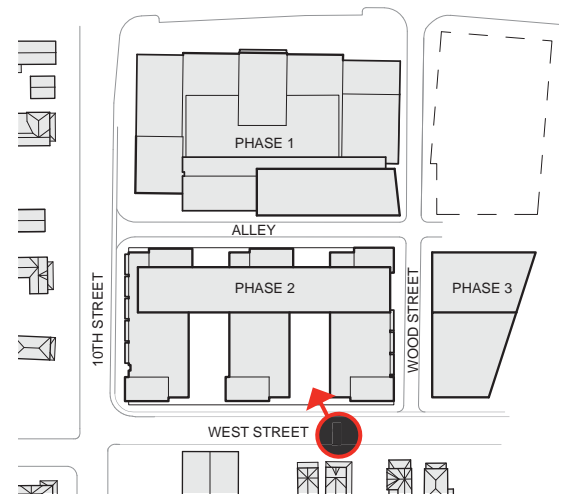 PHASE 1
ALLEY
PHASE 2
PHASE 3
10TH STREET
WOOD STREET
WEST STREET